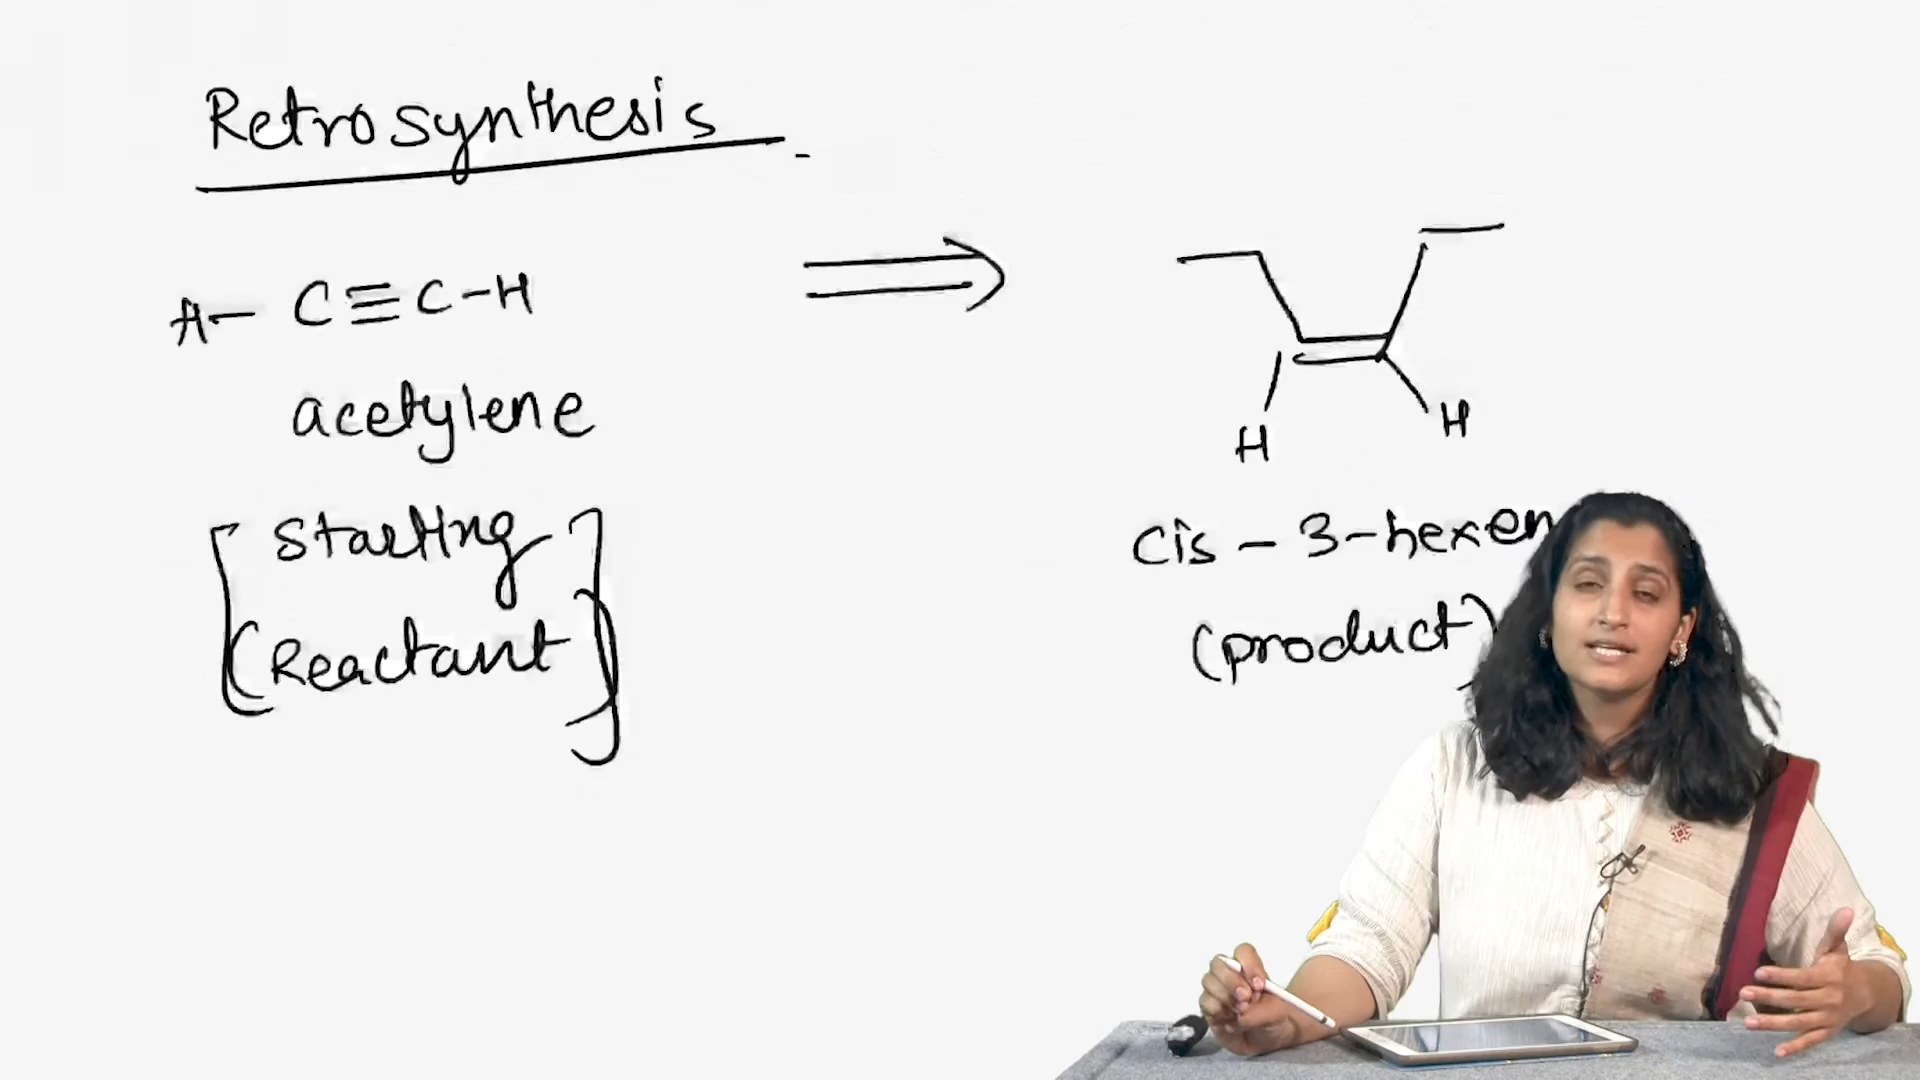 Retrosynthesis
H- C≡C-H
acetylene
H
H
[Starting]
(Reactant)
cis - 3-hexen
(product)